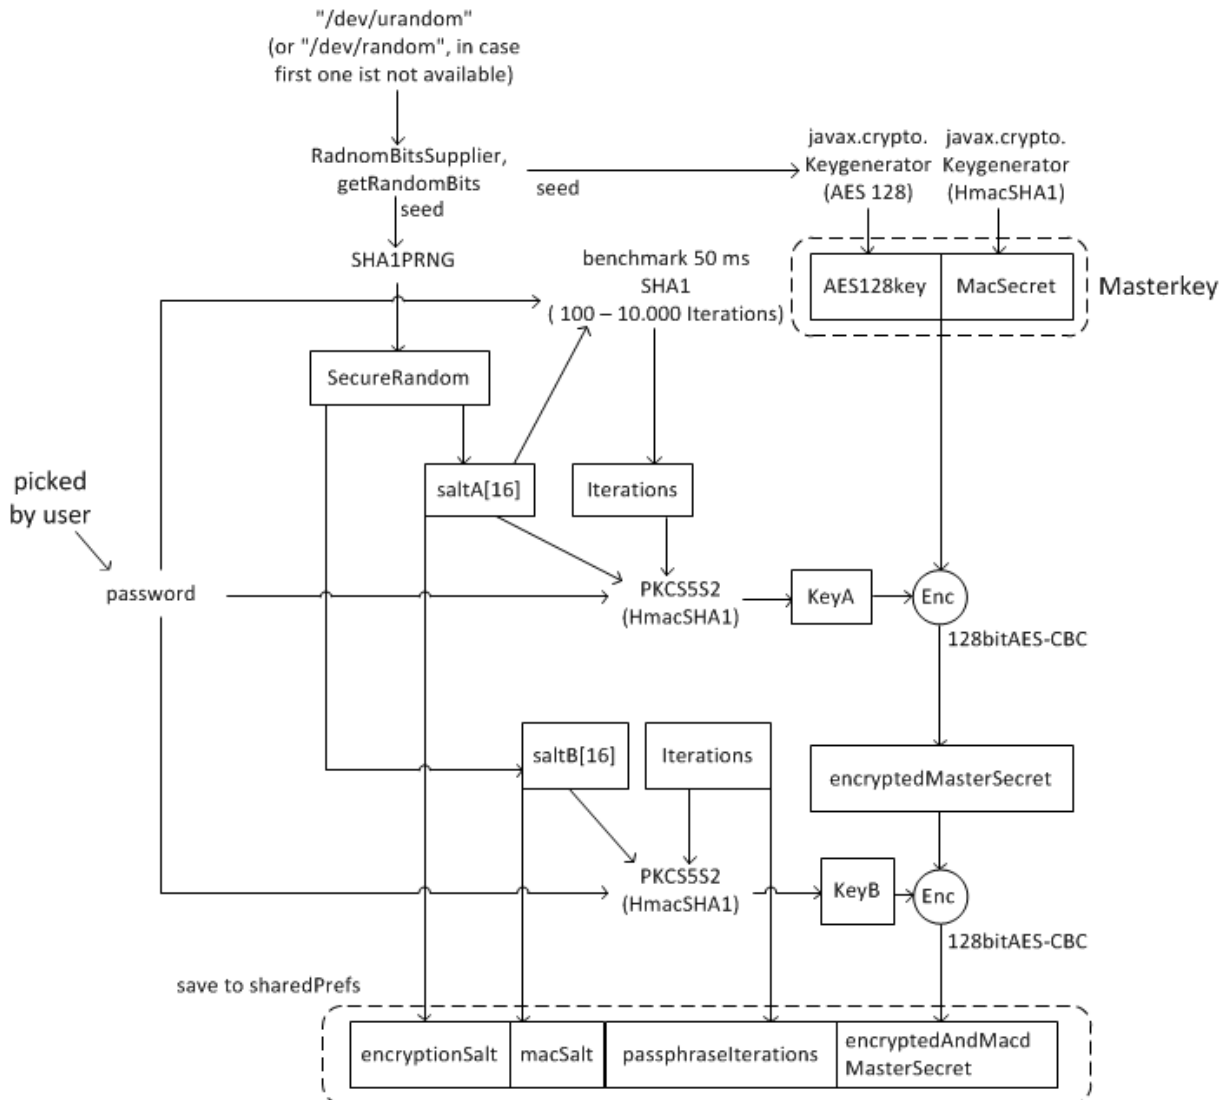 "/dev/urandom"
(or "/dev/random", in case
first one ist not available)
RadnomBitsSupplier,
getRandomBits
seed
seed
javax.crypto.
Keygenerator
(AES 128)
javax.crypto.
Keygenerator
(HmacSHA1)
SHA1PRNG
benchmark 50 ms
SHA1
( 100 – 10.000 Iterations)
AES128key
MacSecret
Masterkey
SecureRandom
saltA[16]
Iterations
picked
by user
password
PKCS5S2
(HmacSHA1)
KeyA
Enc
128bitAES-CBC
saltB[16]
Iterations
encryptedMasterSecret
PKCS5S2
(HmacSHA1)
KeyB
Enc
128bitAES-CBC
save to sharedPrefs
encryptionSalt
macSalt
passphraseIterations
encryptedAndMacd
MasterSecret